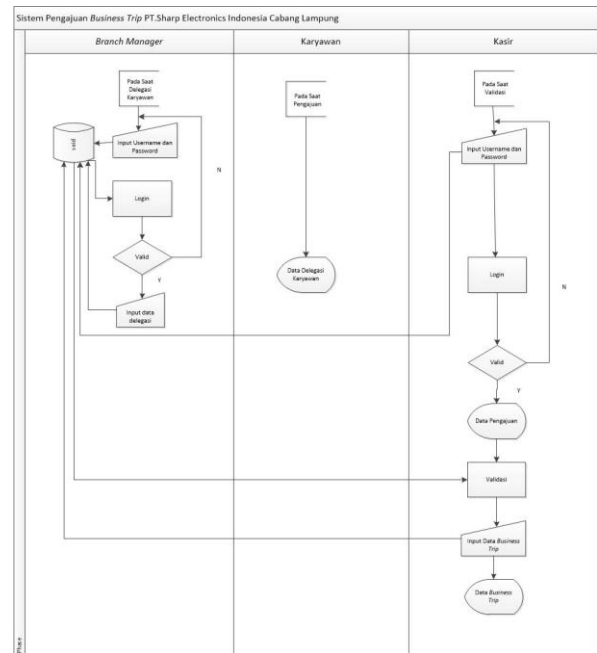 Sistem Pengajuan Business Trip PT.Sharp Electronics Indonesia Cabang Lampung
Branch Manager
Karyawan
Kasir
Pada Saat
Delegasi
Karyawan
Input Username dan
Password
Login
Valid
N
Y
Input data
delegasi
Pada Saat
Pengajuan
Data Delegasi
Karyawan
Pada Saat
Validasi
Input Username dan
Password
Login
N
Valid
Y
Data Pengajuan
Validasi
Input Data Business
Trip
Data Business
Trip
Phase